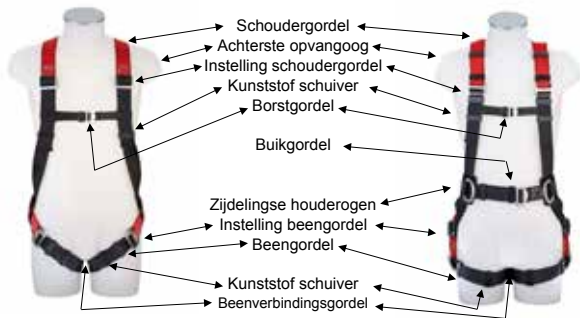 Schoudergordel
Achterste opvangoog
Instelling schoudergordel
Kunststof schuiver
Borstgordel
Buikgordel
Zijdelingse houderogen
Instelling beengordel
Beengordel
Kunststof schuiver
Beenverbindingsgordel